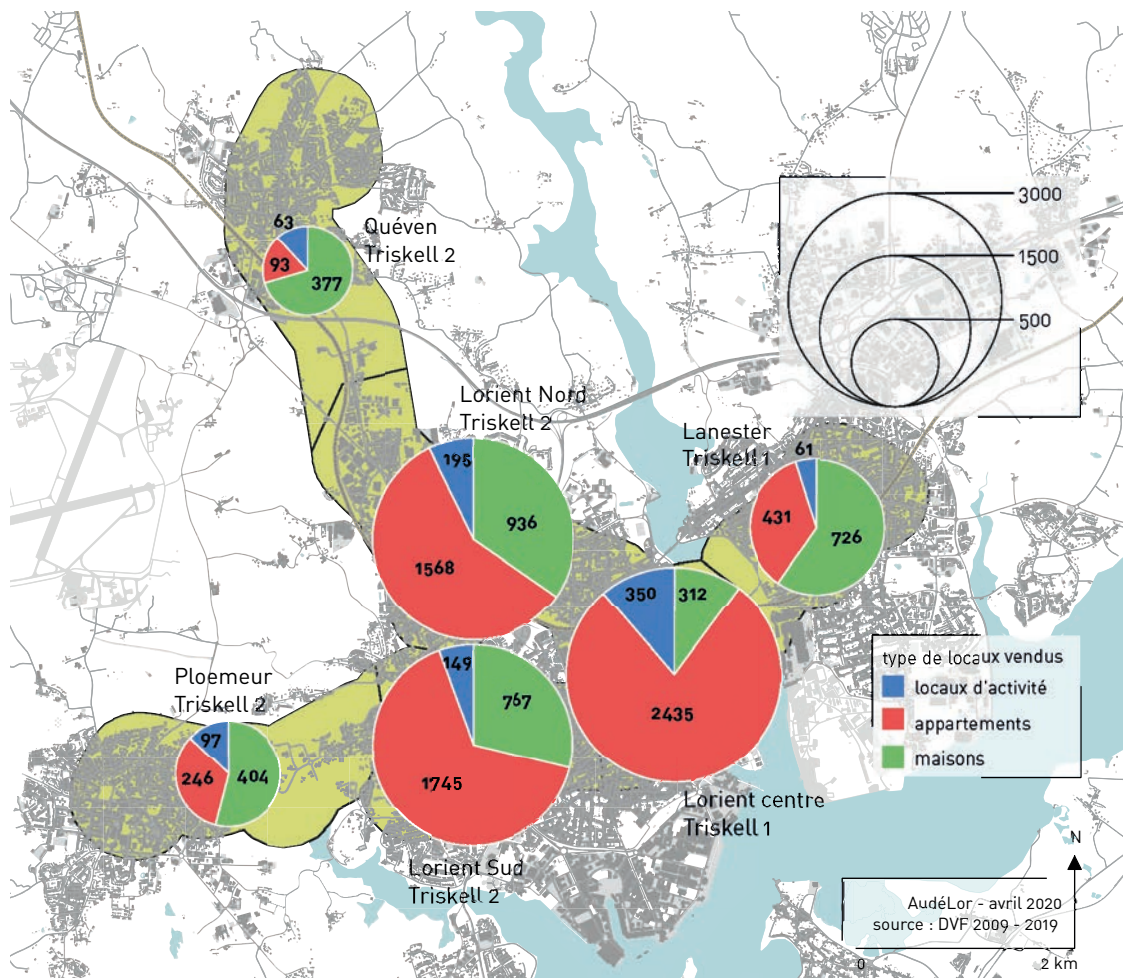 3000
1500
500
Quéven
Triskell 2
63
93
377
Lorient Nord
Triskell 2
195
936
1568
Lanester
Triskell 1
61
431
726
350
312
2435
Lorient centre
Triskell 1
149
767
1745
Lorient Sud
Triskell 2
Ploemeur
Triskell 2
97
246
404
type de locaux vendus
locaux d'activité
appartements
maisons
N
AudéLor - avril 2020
source : DVF 2009 - 2019
0
2 km